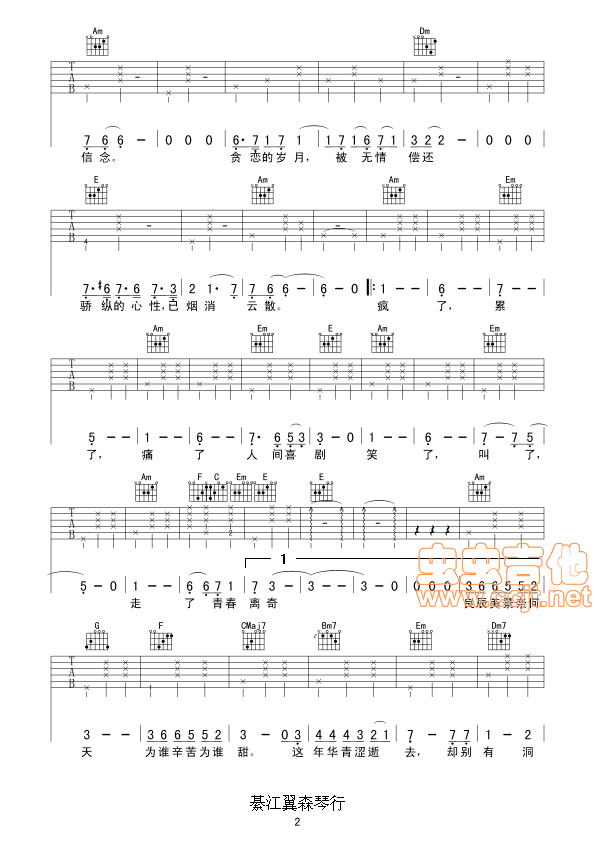 Am Dm
T A B
7 6 6 － 0 0 0 6· 7 1 7 1 1 1 7 1 6 7 1 3 2 2 － 0 0 0
信念。 贪恋的岁月，被无情偿还
E Am Am Em
T A B
4
7· #6 7· 6 7· 3 2 1· 7 7 6 6 － 6 － 0 1 － － 6 － － 7 － －
骄纵的心性，已烟消云散。 疯了，累
Am Em E Am Em
T A B
5 － － 1 － － 6 － － 7· 6 5 3 3 － 0 1 － － 6 － － 7 － 7 5
了，痛了人间喜剧笑了，叫了，
Am F C Em E E Am
T A B
2
1
5 － 0 1 － － 6 6 7 1 7 3 － 3 － － 3 － 0 0 0 0 3 6 6 5 5 2
走了青春离奇 良辰美景奈何
虫虫吉他
www.ccjt.net
G F CMaj7 Bm7 Em Dm7
T A B
1
3 － － 3 6 6 5 5 2 3 － 0 3 4 4 4 3 2 1 7 － 7 7 1 － 2
天 为谁辛苦为谁甜。这年华青涩逝去，却别有洞
綦江翼森琴行
2